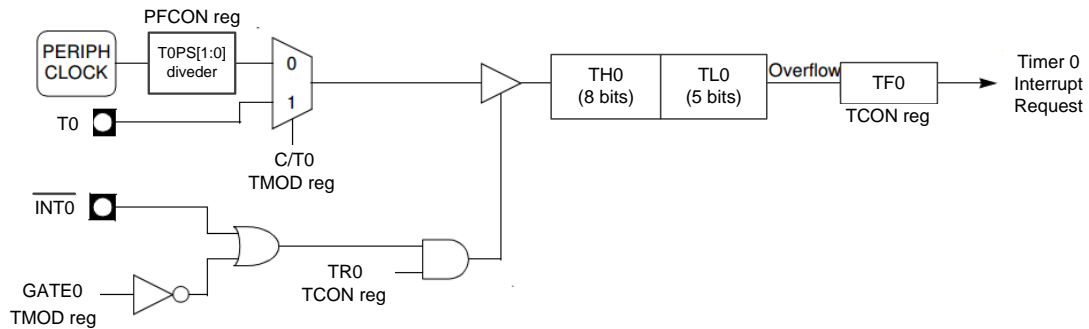 PFCON reg
PERIPH
CLOCK
T0PS[1:0]
diveder
0
1
T0
C/T0
TMOD reg
TH0
(8 bits)
TL0
(5 bits)
Overflow
TF0
TCON reg
Timer 0
Interrupt
Request
INT0
GATE0
TMOD reg
TR0
TCON reg